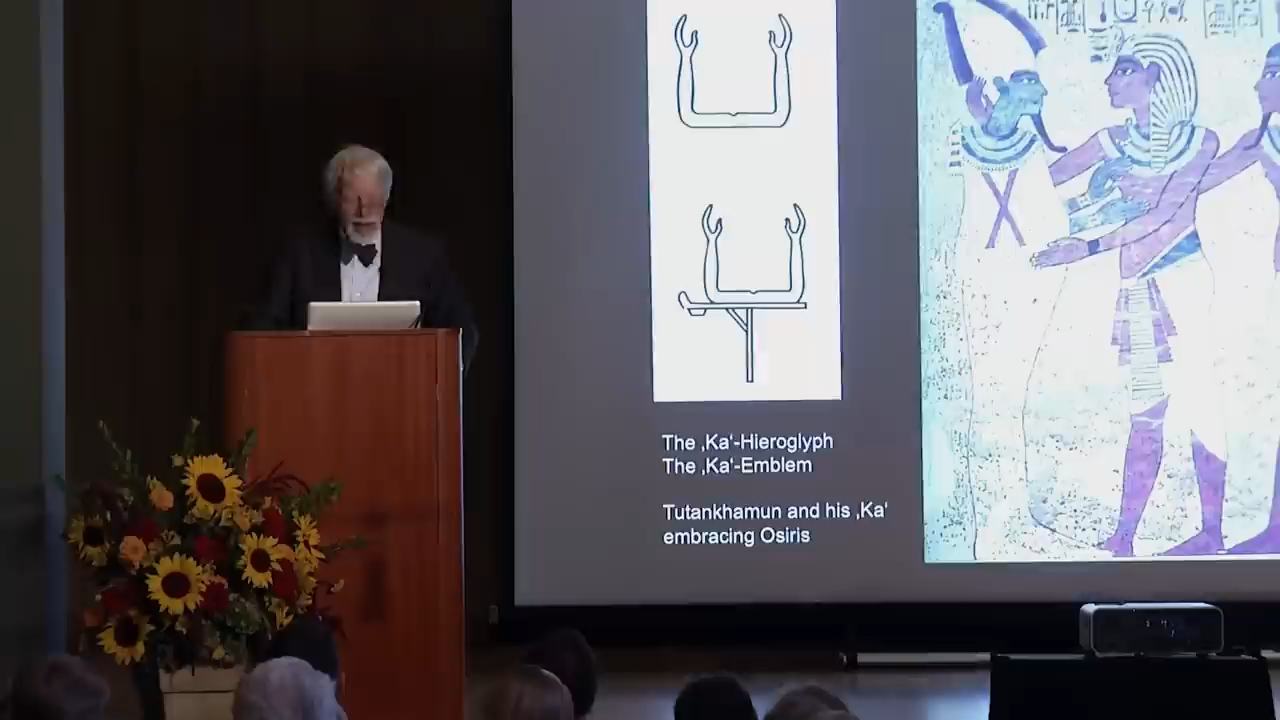 The ‚Ka‘-Hieroglyph
The ‚Ka‘-Emblem
Tutankhamun and his ‚Ka‘
embracing Osiris